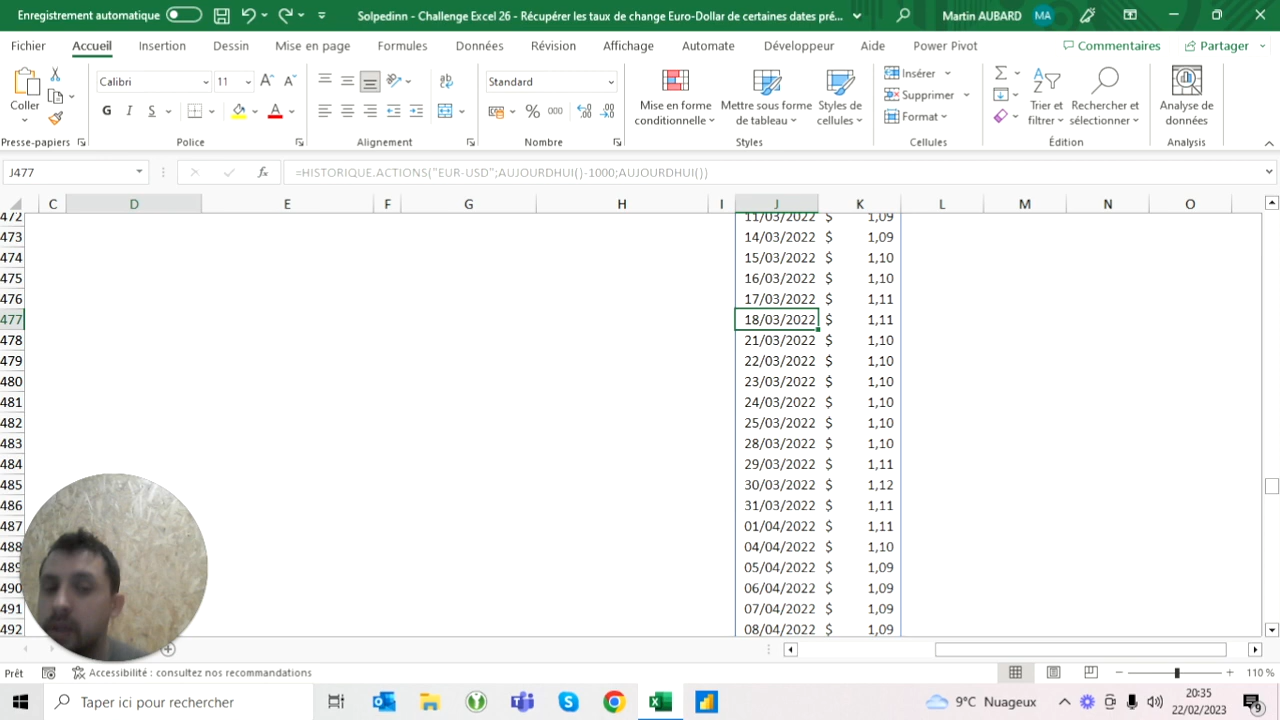 Enregistrement automatique
Solpedinn - Challenge Excel 26 - Récupérer les taux de change Euro-Dollar de certaines dates pré...
Martin AUBARD MA
Fichier Accueil Insertion Dessin Mise en page Formules Données Révision Affichage Automate Développeur Aide Power Pivot Commentaires Partager
Coller
Presse-papiers
Calibri 11
G I S
Police
Alignement
Standard
% 000
Nombre
Mise en forme conditionnelle
Mettre sous forme de tableau
Styles de cellules
Styles
Insérer
Supprimer
Format
Cellules
Trier et filtrer
Rechercher et sélectionner
Édition
Analyse de données
Analysis
J477 fx =HISTORIQUE.ACTIONS("EUR-USD";AUJOURDHUI()-1000;AUJOURDHUI())
C D E F G H I J K L M N O
472 11/03/2022 $ 1,09
473 14/03/2022 $ 1,09
474 15/03/2022 $ 1,10
475 16/03/2022 $ 1,10
476 17/03/2022 $ 1,11
477 18/03/2022 $ 1,11
478 21/03/2022 $ 1,10
479 22/03/2022 $ 1,10
480 23/03/2022 $ 1,10
481 24/03/2022 $ 1,10
482 25/03/2022 $ 1,10
483 28/03/2022 $ 1,10
484 29/03/2022 $ 1,11
485 30/03/2022 $ 1,12
486 31/03/2022 $ 1,11
487 01/04/2022 $ 1,11
488 04/04/2022 $ 1,10
489 05/04/2022 $ 1,09
490 06/04/2022 $ 1,09
491 07/04/2022 $ 1,09
492 08/04/2022 $ 1,09
Prêt Accessibilité : consultez nos recommandations 110 %
Taper ici pour rechercher
9°C Nuageux
20:35
22/02/2023
9